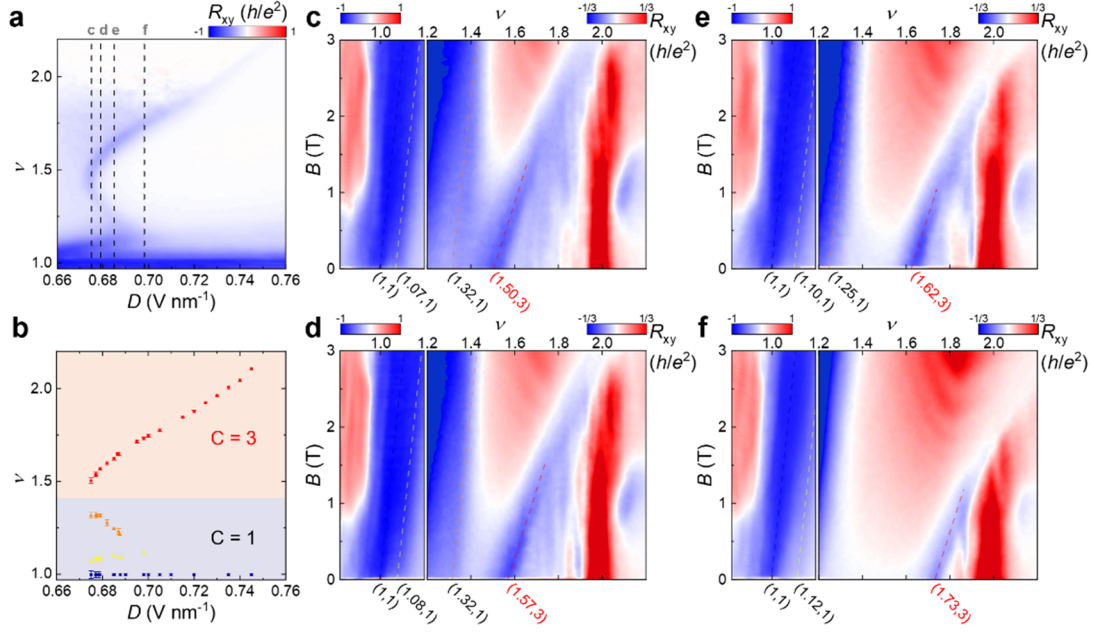 a
R_xy (h/e²)
-1 1
c d e f
ν
2.0
1.5
1.0
0.66 0.68 0.70 0.72 0.74 0.76
D (V nm⁻¹)
b
ν
2.0
1.5
1.0
C = 3
C = 1
0.66 0.68 0.70 0.72 0.74 0.76
D (V nm⁻¹)
c
-1 1
ν
-1/3 1/3
R_xy
(h/e²)
1.0 1.2 1.2 1.4 1.6 1.8 2.0
B (T)
3
2
1
0
(1,1)
(1.07,1)
(1.32,1)
(1.50,3)
d
-1 1
ν
-1/3 1/3
R_xy
(h/e²)
1.0 1.2 1.2 1.4 1.6 1.8 2.0
B (T)
3
2
1
0
(1,1)
(1.08,1)
(1.32,1)
(1.57,3)
e
-1 1
ν
-1/3 1/3
R_xy
(h/e²)
1.0 1.2 1.2 1.4 1.6 1.8 2.0
B (T)
3
2
1
0
(1,1)
(1.10,1)
(1.25,1)
(1.62,3)
f
-1 1
ν
-1/3 1/3
R_xy
(h/e²)
1.0 1.2 1.2 1.4 1.6 1.8 2.0
B (T)
3
2
1
0
(1,1)
(1.12,1)
(1.73,3)